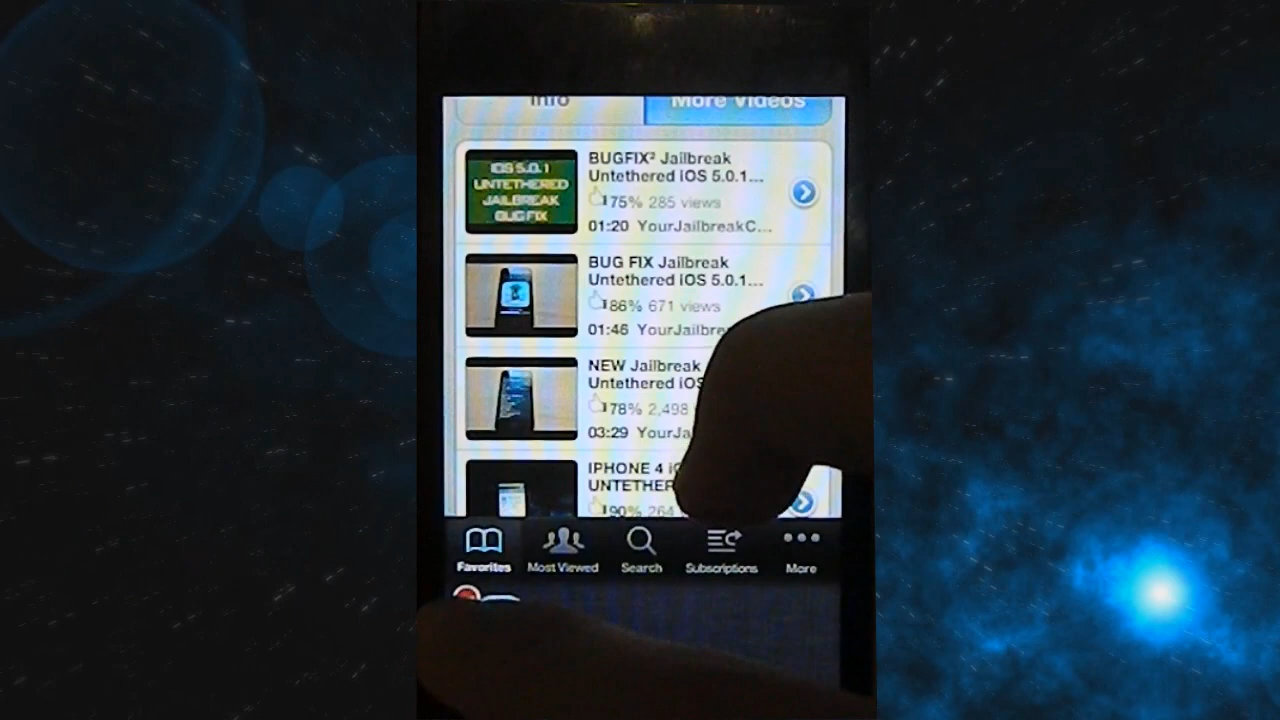 Info
More Videos
iOS 5.0.1
UNTETHERED
JAILBREAK
BUG FIX
BUGFIX² Jailbreak
Untethered iOS 5.0.1...
75% 285 views
01:20 YourJailbreakC...
BUG FIX Jailbreak
Untethered iOS 5.0.1...
86% 671 views
01:46 YourJailbre
NEW Jailbreak
Untethered iOS
78% 2,498
03:29 YourJa
IPHONE 4 iO
UNTETHER
90% 264
Favorites
Most Viewed
Search
Subscriptions
More